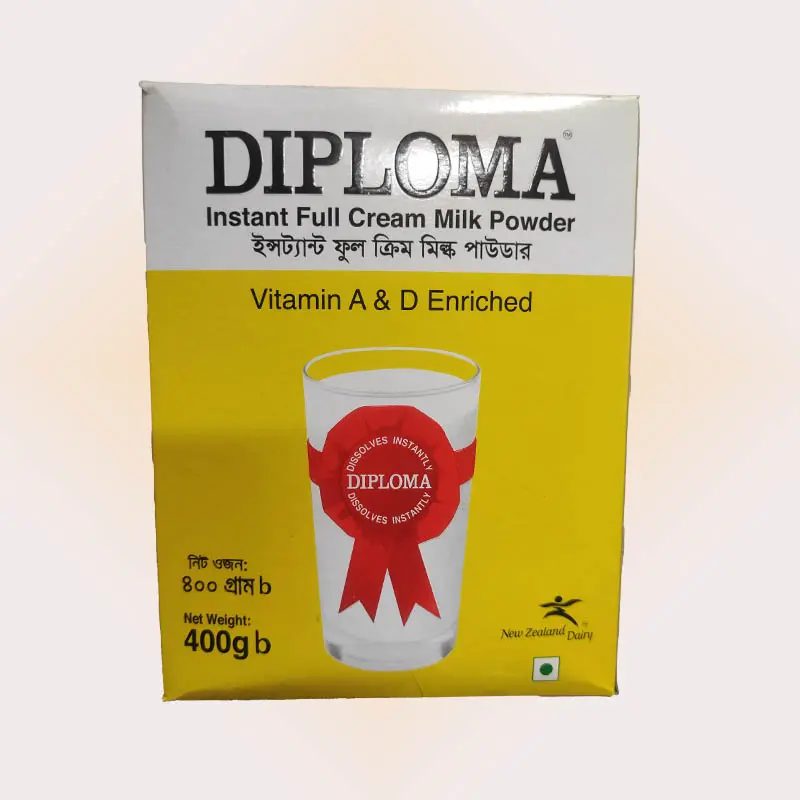 DIPLOMA™
Instant Full Cream Milk Powder
ইন্সট্যান্ট ফুল ক্রিম মিল্ক পাউডার
Vitamin A & D Enriched
DISSOLVES INSTANTLY
DIPLOMA
DISSOLVES INSTANTLY
নিট ওজন:
৪০০ গ্রাম b
Net Weight:
400g b
New Zealand Dairy